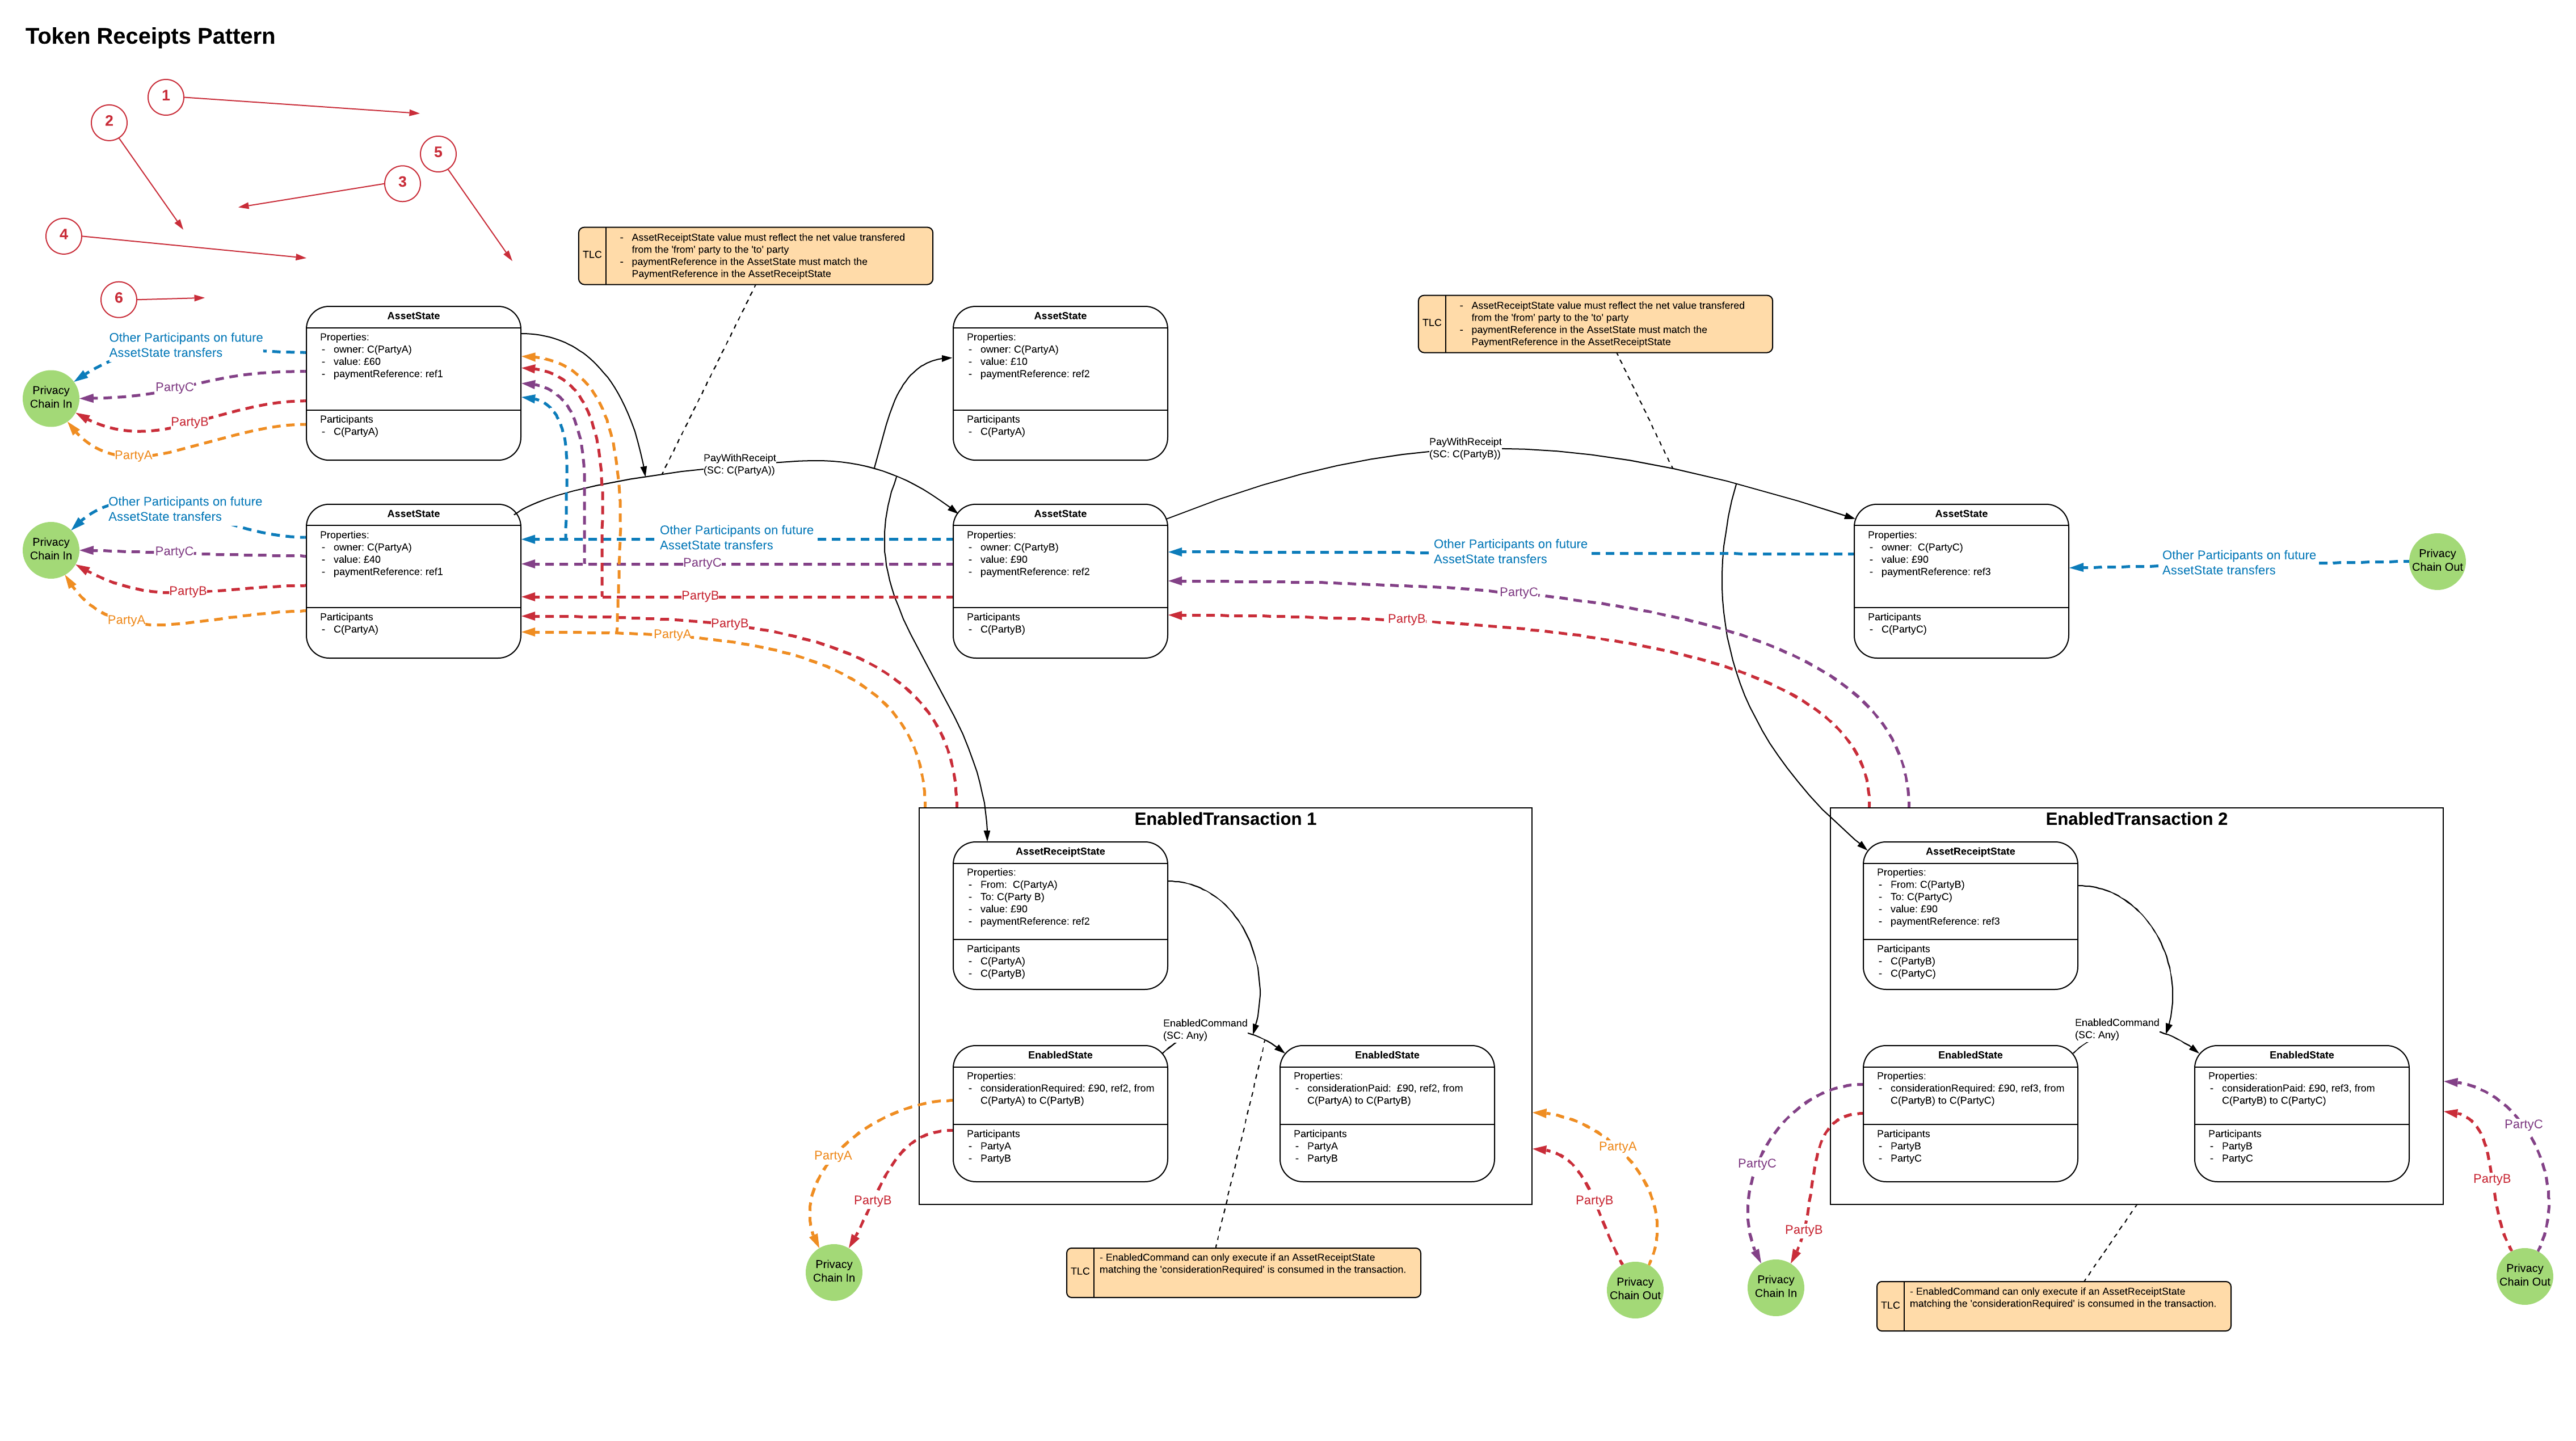 Token Receipts Pattern
1
2
5
3
4
6
TLC
- AssetReceiptState value must reflect the net value transfered
from the 'from' party to the 'to' party
- paymentReference in the AssetState must match the
PaymentReference in the AssetReceiptState
TLC
- AssetReceiptState value must reflect the net value transfered
from the 'from' party to the 'to' party
- paymentReference in the AssetState must match the
PaymentReference in the AssetReceiptState
Privacy
Chain In
Other Participants on future
AssetState transfers
PartyC
PartyB
PartyA
AssetState
Properties:
- owner: C(PartyA)
- value: £60
- paymentReference: ref1
Participants
- C(PartyA)
AssetState
Properties:
- owner: C(PartyA)
- value: £10
- paymentReference: ref2
Participants
- C(PartyA)
PayWithReceipt
(SC: C(PartyA))
PayWithReceipt
(SC: C(PartyB))
Privacy
Chain In
Other Participants on future
AssetState transfers
PartyC
PartyB
PartyA
AssetState
Properties:
- owner: C(PartyA)
- value: £40
- paymentReference: ref1
Participants
- C(PartyA)
Other Participants on future
AssetState transfers
PartyC
PartyB
PartyB
PartyA
AssetState
Properties:
- owner: C(PartyB)
- value: £90
- paymentReference: ref2
Participants
- C(PartyB)
Other Participants on future
AssetState transfers
PartyC
PartyB
AssetState
Properties:
- owner:  C(PartyC)
- value: £90
- paymentReference: ref3
Participants
- C(PartyC)
Other Participants on future
AssetState transfers
Privacy
Chain Out
EnabledTransaction 1
AssetReceiptState
Properties:
- From:  C(PartyA)
- To: C(Party B)
- value: £90
- paymentReference: ref2
Participants
- C(PartyA)
- C(PartyB)
EnabledCommand
(SC: Any)
EnabledState
Properties:
- considerationRequired: £90, ref2, from
C(PartyA) to C(PartyB)
Participants
- PartyA
- PartyB
EnabledState
Properties:
- considerationPaid:  £90, ref2, from
C(PartyA) to C(PartyB)
Participants
- PartyA
- PartyB
PartyA
PartyB
Privacy
Chain In
PartyA
PartyB
Privacy
Chain Out
TLC
- EnabledCommand can only execute if an AssetReceiptState
matching the 'considerationRequired' is consumed in the transaction.
EnabledTransaction 2
AssetReceiptState
Properties:
- From: C(PartyB)
- To: C(PartyC)
- value: £90
- paymentReference: ref3
Participants
- C(PartyB)
- C(PartyC)
EnabledCommand
(SC: Any)
EnabledState
Properties:
- considerationRequired: £90, ref3, from
C(PartyB) to C(PartyC)
Participants
- PartyB
- PartyC
EnabledState
Properties:
- considerationPaid: £90, ref3, from
C(PartyB) to C(PartyC)
Participants
- PartyB
- PartyC
PartyC
PartyB
Privacy
Chain In
PartyC
PartyB
Privacy
Chain Out
TLC
- EnabledCommand can only execute if an AssetReceiptState
matching the 'considerationRequired' is consumed in the transaction.